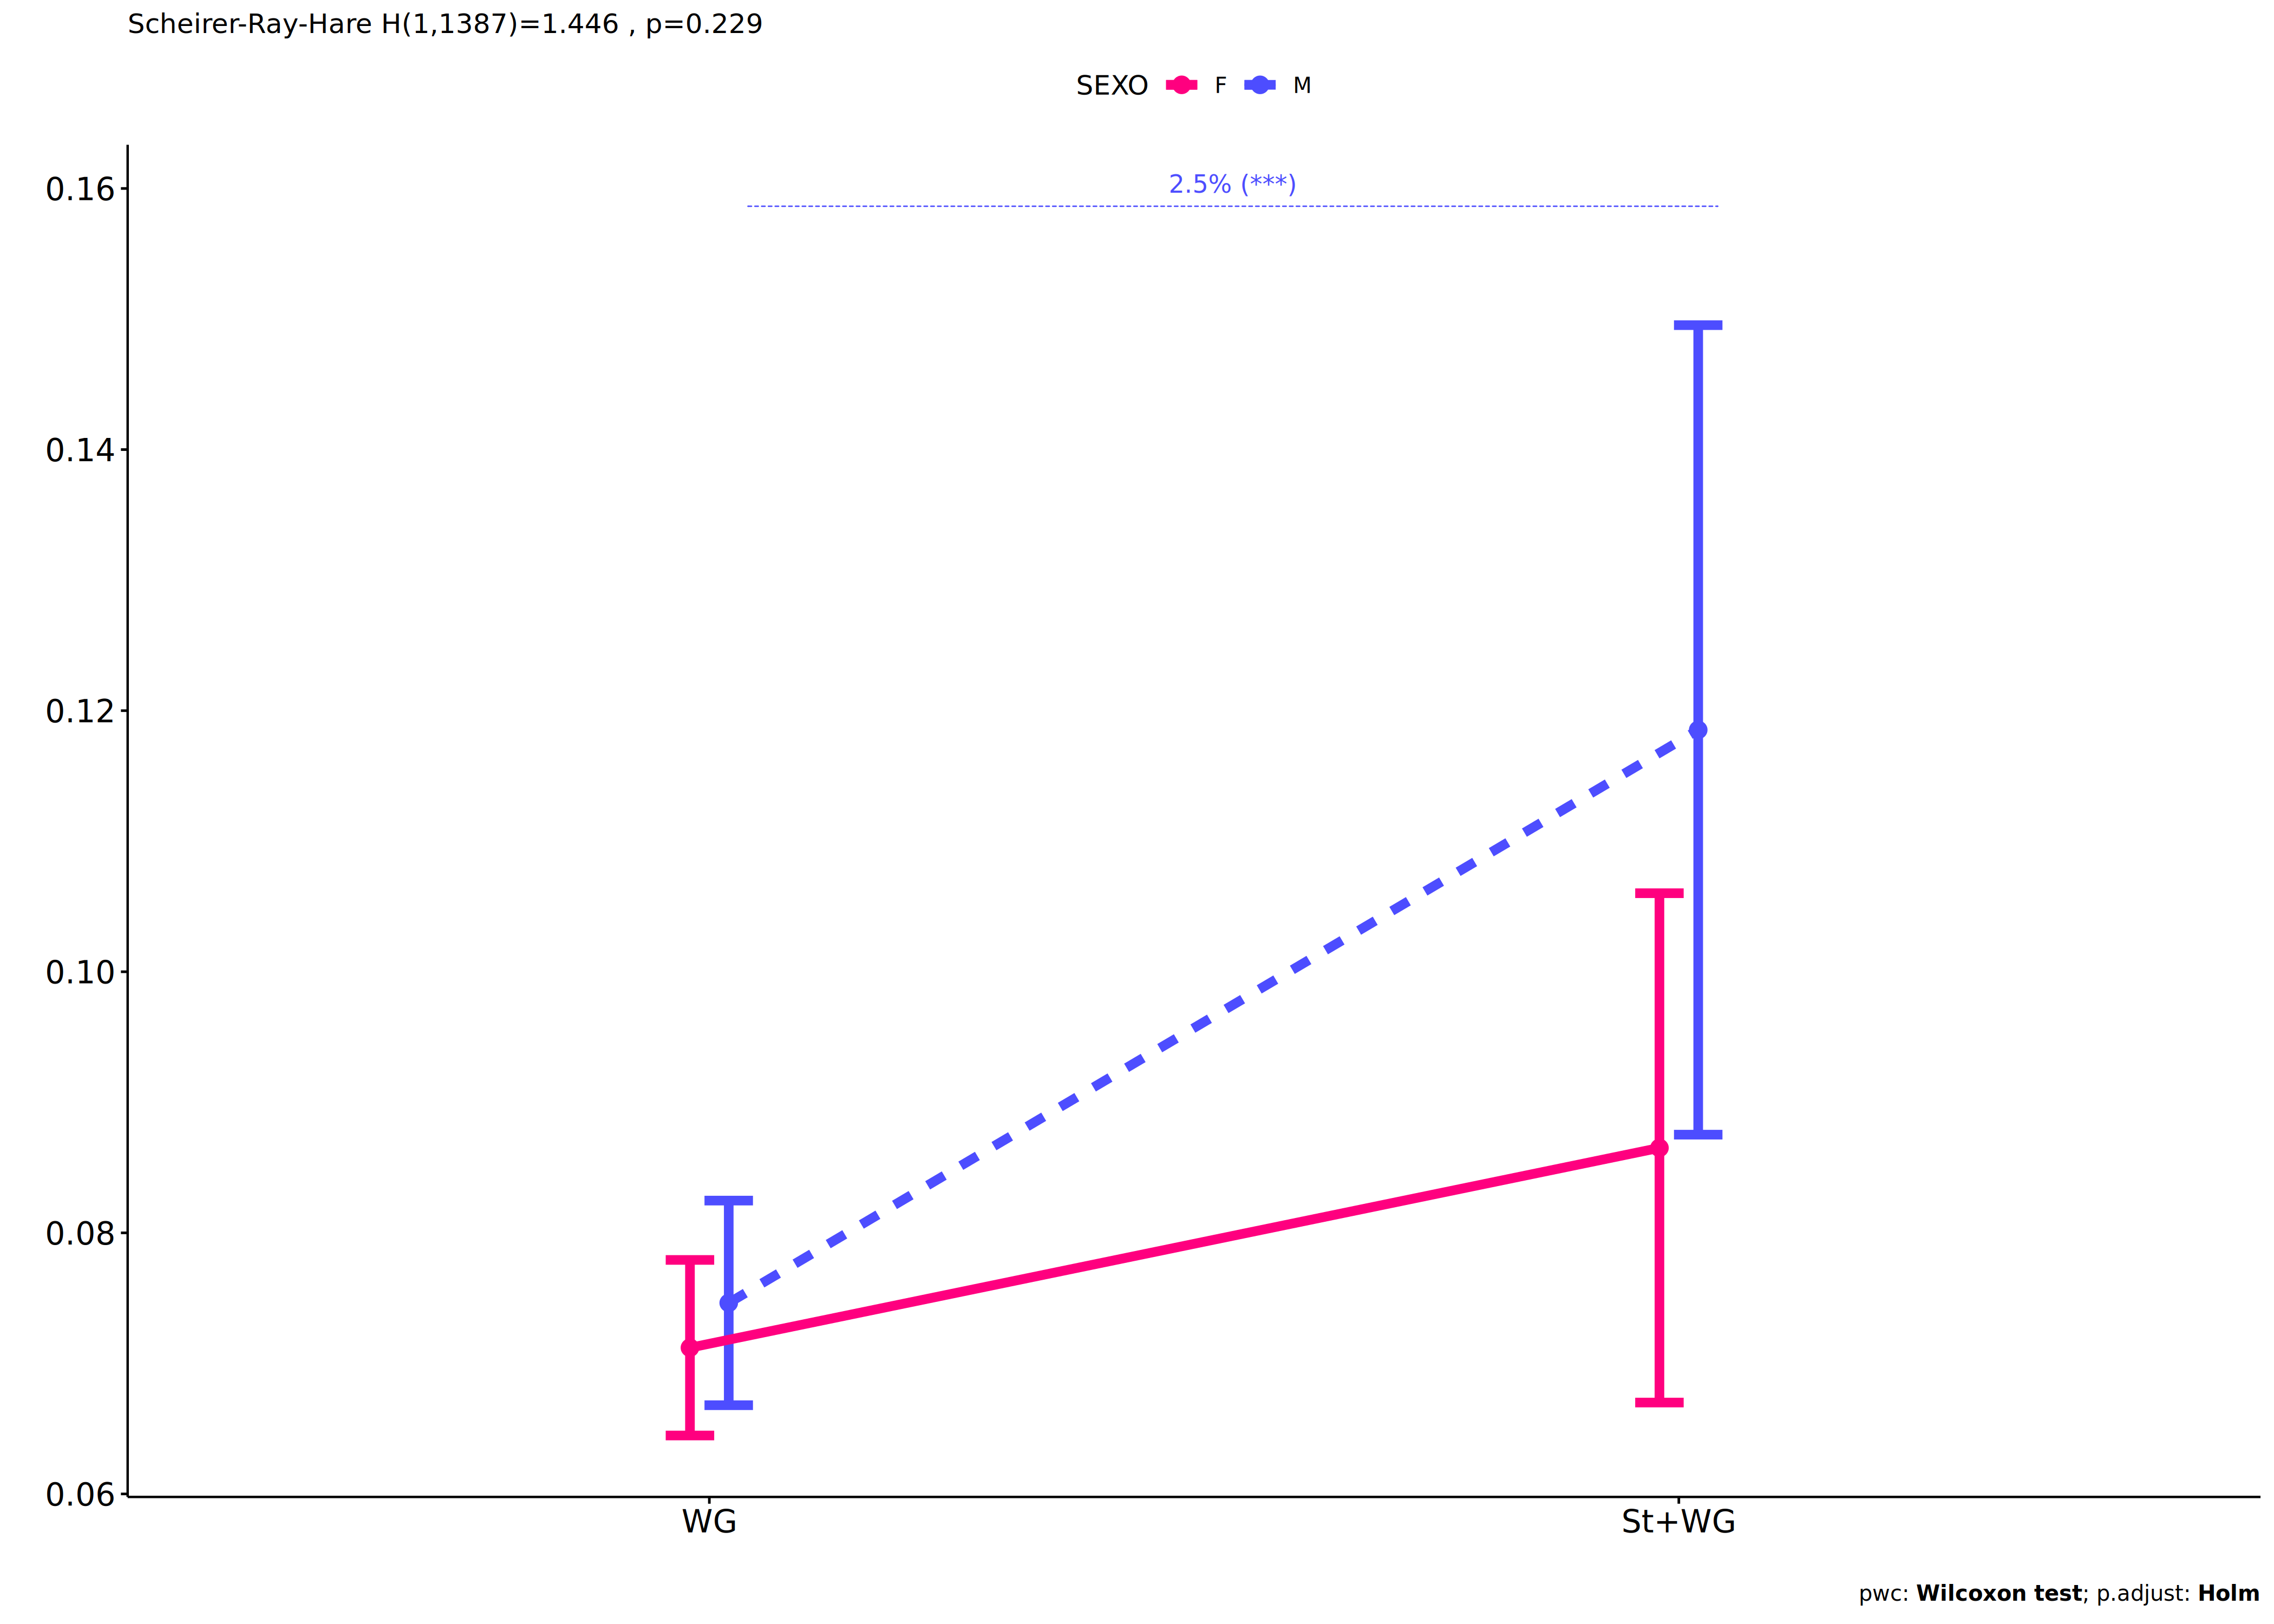 Scheirer-Ray-Hare H(1,1387)=1.446 , p=0.229
SEXO F M
0.16
2.5% (***)
0.14
0.12
0.10
0.08
0.06
WG St+WG
pwc: Wilcoxon test; p.adjust: Holm